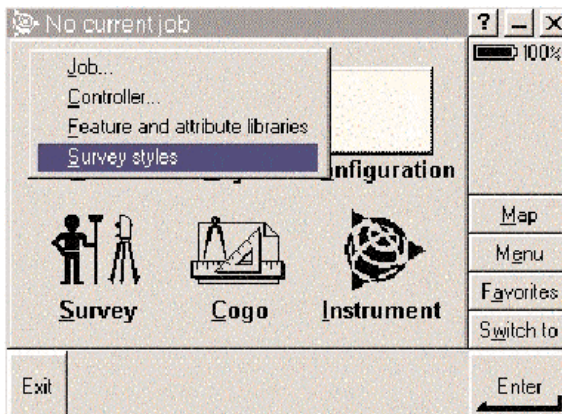 No current job
?
100%
Job...
Controller...
Feature and attribute libraries
Survey styles
nfiguration
Map
Menu
Survey
Cogo
Instrument
Favorites
Switch to
Exit
Enter